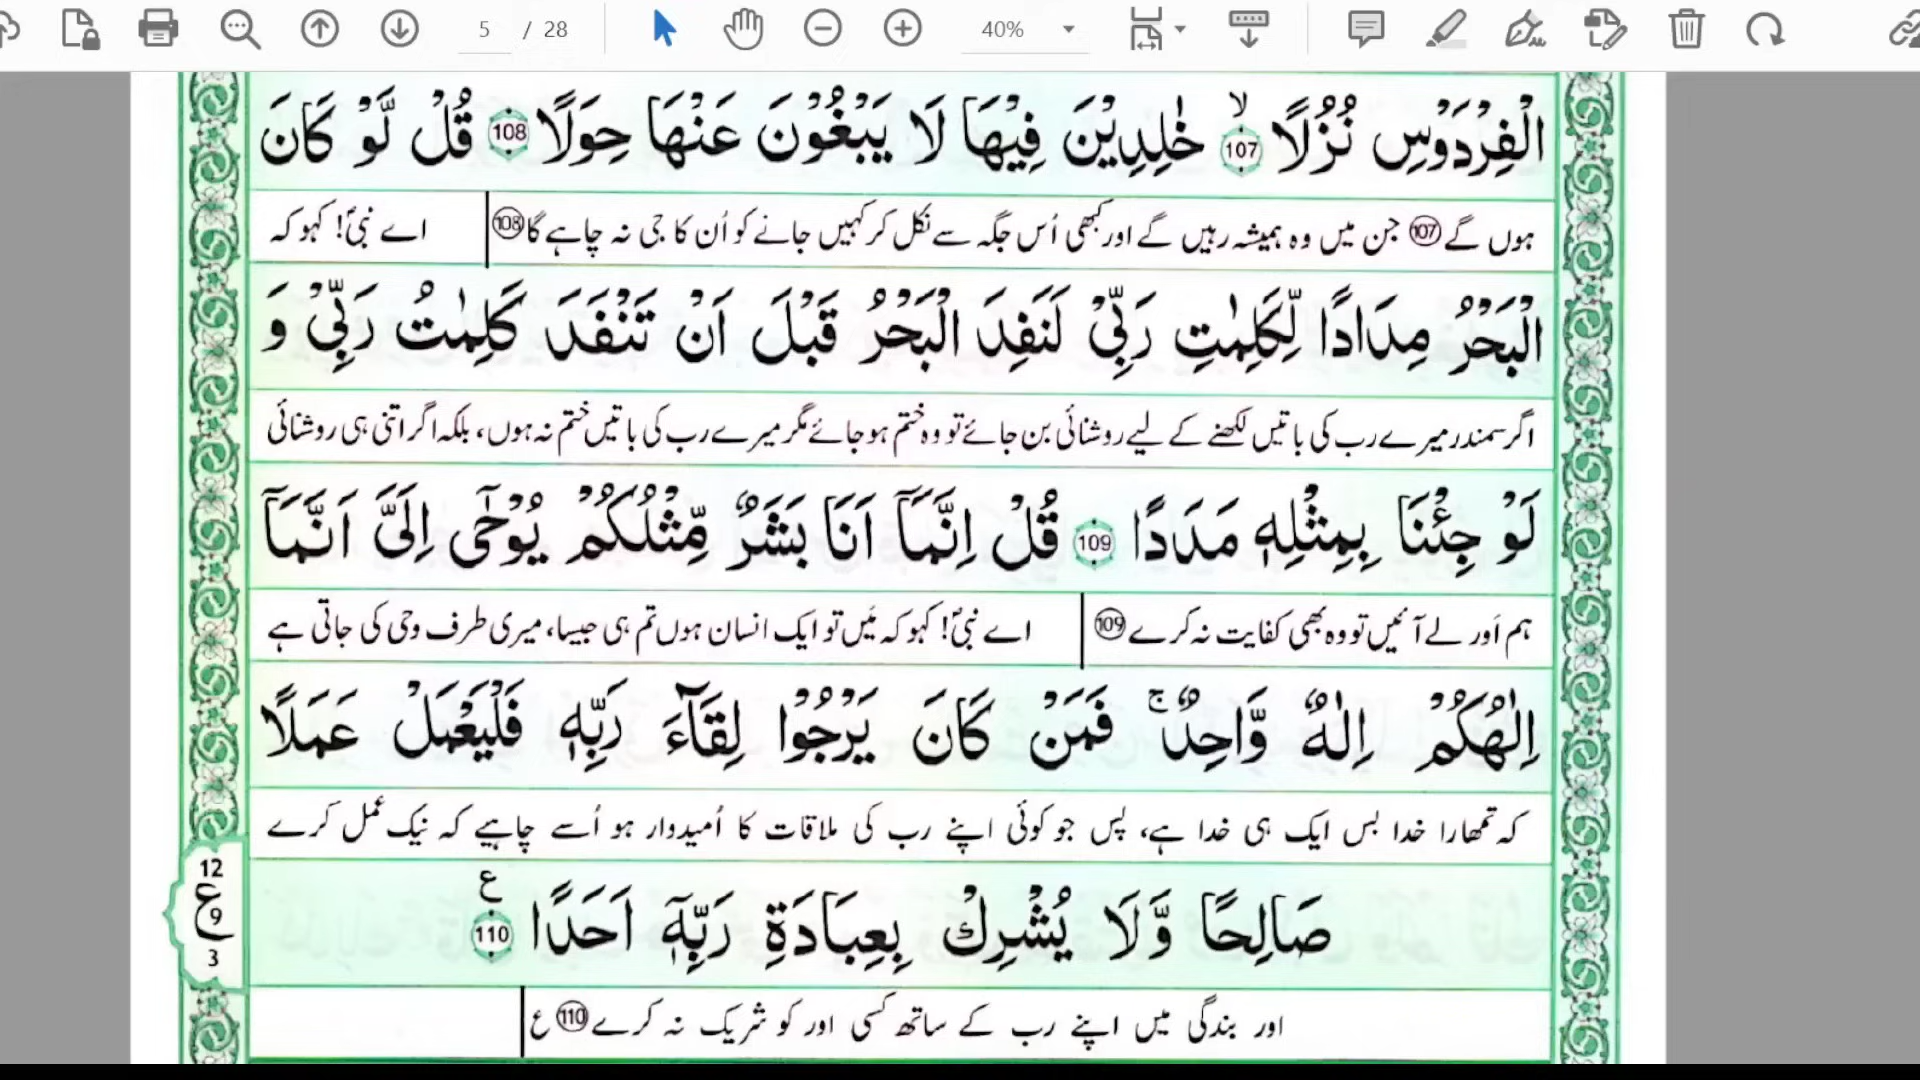 5 / 28 40%
الْفِرْدَوْسِ نُزُلًا ۙ 107 خٰلِدِيْنَ فِيْهَا لَا يَبْغُوْنَ عَنْهَا حِوَلًا 108 قُلْ لَّوْ كَانَ
ہوں گے 107 جن میں وہ ہمیشہ رہیں گے اور کبھی اُس جگہ سے نکل کر کہیں جانے کو اُن کا جی نہ چاہے گا 108 اے نبیؐ! کہو کہ
الْبَحْرُ مِدَادًا لِّكَلِمٰتِ رَبِّيْ لَنَفِدَ الْبَحْرُ قَبْلَ اَنْ تَنْفَدَ كَلِمٰتُ رَبِّيْ وَ
اگر سمندر میرے رب کی باتیں لکھنے کے لیے روشنائی بن جائے تو وہ ختم ہو جائے مگر میرے رب کی باتیں ختم نہ ہوں، بلکہ اگر اتنی ہی روشنائی
لَوْ جِئْنَا بِمِثْلِهٖ مَدَدًا 109 قُلْ اِنَّمَاۤ اَنَا بَشَرٌ مِّثْلُكُمْ يُوْحٰۤى اِلَيَّ اَنَّمَاۤ
ہم اَور لے آئیں تو وہ بھی کفایت نہ کرے 109 اے نبیؐ! کہو کہ مَیں تو ایک انسان ہوں تم ہی جیسا، میری طرف وحی کی جاتی ہے
اِلٰهُكُمْ اِلٰهٌ وَّاحِدٌ ۚ فَمَنْ كَانَ يَرْجُوْا لِقَآءَ رَبِّهٖ فَلْيَعْمَلْ عَمَلًا
کہ تمھارا خدا بس ایک ہی خدا ہے، پس جو کوئی اپنے رب کی ملاقات کا اُمیدوار ہو اُسے چاہیے کہ نیک عمل کرے
صَالِحًا وَّلَا يُشْرِكْ بِعِبَادَةِ رَبِّهٖۤ اَحَدًا 110 ع
12
ع 9
3
اور بندگی میں اپنے رب کے ساتھ کسی اور کو شریک نہ کرے 110 ع